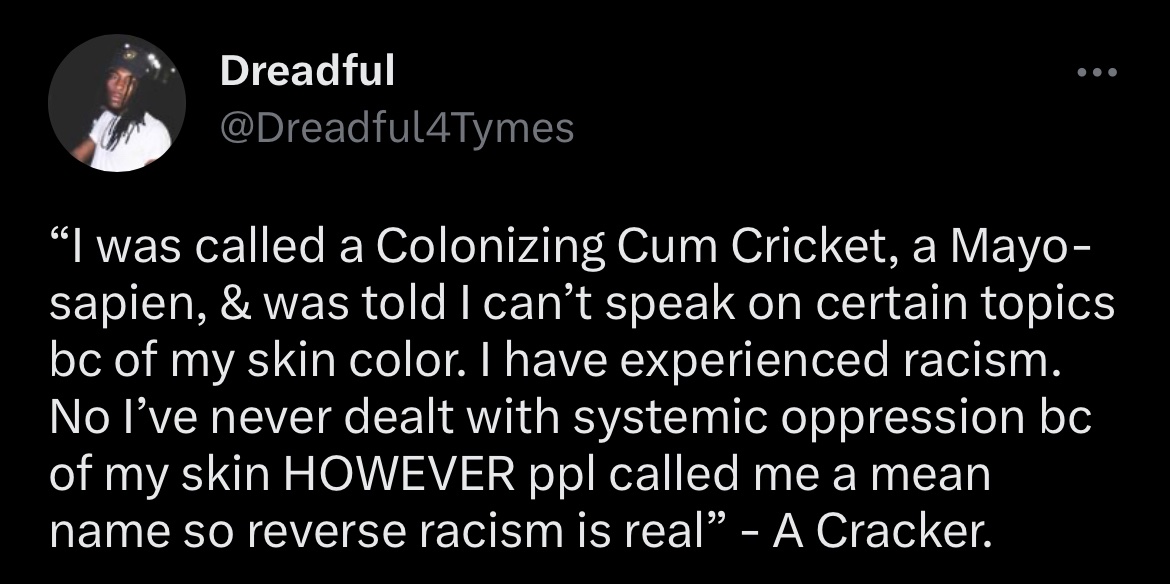 Dreadful
@Dreadful4Tymes
“I was called a Colonizing Cum Cricket, a Mayo-
sapien, & was told I can’t speak on certain topics
bc of my skin color. I have experienced racism.
No I’ve never dealt with systemic oppression bc
of my skin HOWEVER ppl called me a mean
name so reverse racism is real” - A Cracker.